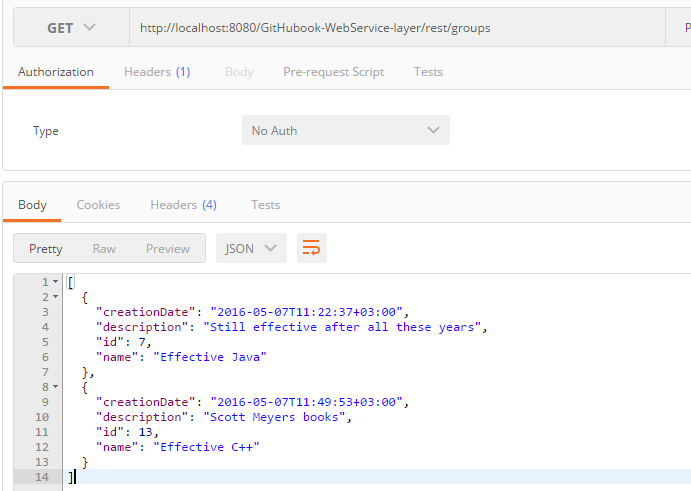 GET http://localhost:8080/GitHubook-WebService-layer/rest/groups P
Authorization Headers (1) Body Pre-request Script Tests
Type No Auth
Body Cookies Headers (4) Tests
Pretty Raw Preview JSON
1 [
2 {
3 "creationDate": "2016-05-07T11:22:37+03:00",
4 "description": "Still effective after all these years",
5 "id": 7,
6 "name": "Effective Java"
7 },
8 {
9 "creationDate": "2016-05-07T11:49:53+03:00",
10 "description": "Scott Meyers books",
11 "id": 13,
12 "name": "Effective C++"
13 }
14 ]